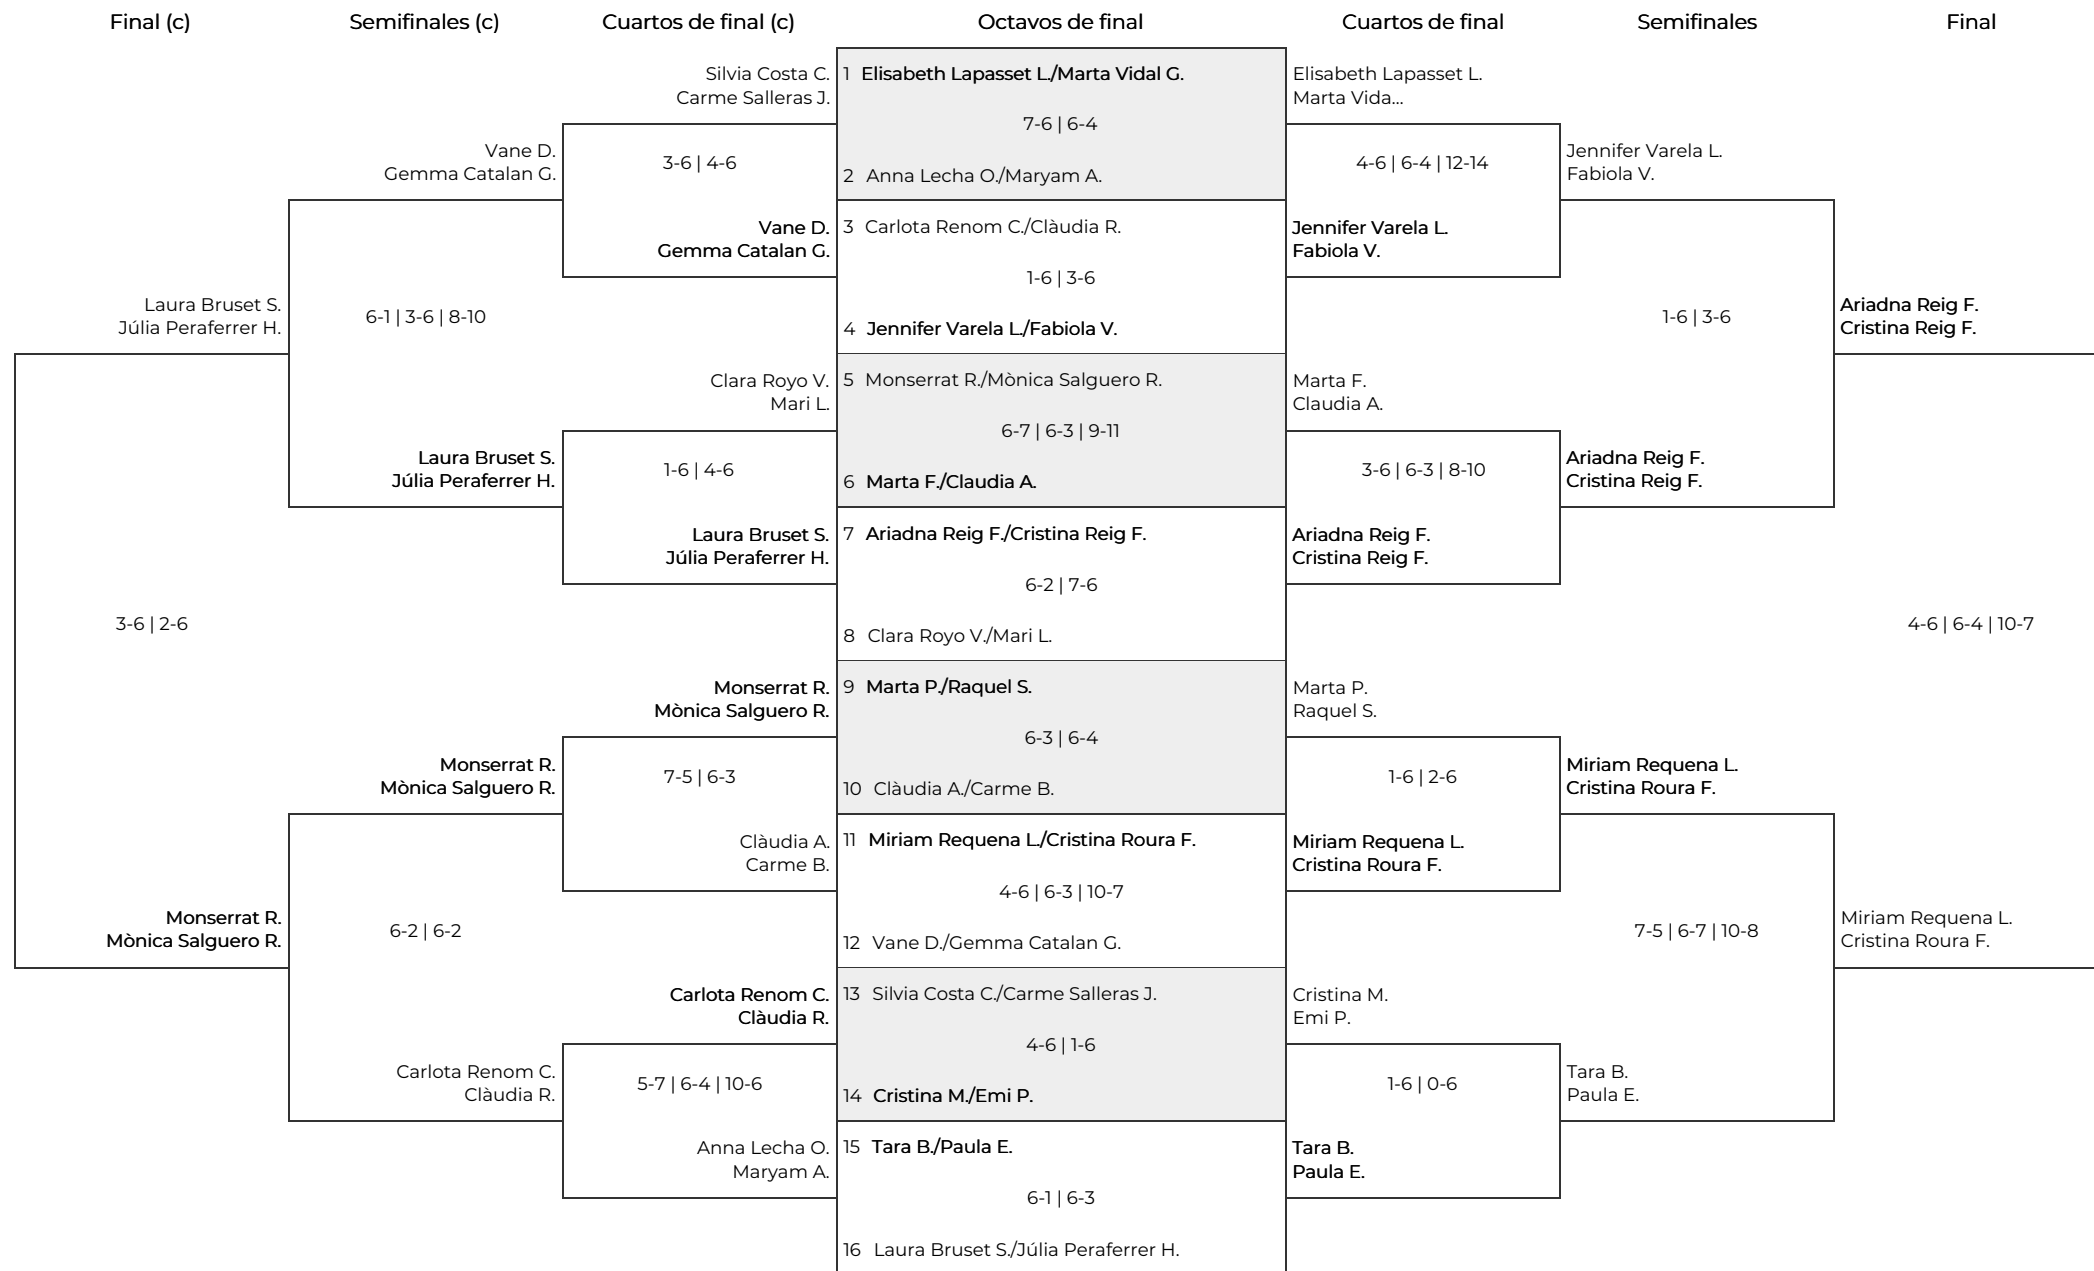 Final (c) Semifinales (c) Cuartos de final (c) Octavos de final Cuartos de final Semifinales Final
Laura Bruset S.
Júlia Peraferrer H.
3-6 | 2-6
Monserrat R.
Mònica Salguero R.
Vane D.
Gemma Catalan G.
6-1 | 3-6 | 8-10
Laura Bruset S.
Júlia Peraferrer H.
Monserrat R.
Mònica Salguero R.
6-2 | 6-2
Carlota Renom C.
Clàudia R.
Silvia Costa C.
Carme Salleras J.
3-6 | 4-6
Vane D.
Gemma Catalan G.
Clara Royo V.
Mari L.
1-6 | 4-6
Laura Bruset S.
Júlia Peraferrer H.
Monserrat R.
Mònica Salguero R.
7-5 | 6-3
Clàudia A.
Carme B.
Carlota Renom C.
Clàudia R.
5-7 | 6-4 | 10-6
Anna Lecha O.
Maryam A.
1 Elisabeth Lapasset L./Marta Vidal G.
7-6 | 6-4
2 Anna Lecha O./Maryam A.
3 Carlota Renom C./Clàudia R.
1-6 | 3-6
4 Jennifer Varela L./Fabiola V.
5 Monserrat R./Mònica Salguero R.
6-7 | 6-3 | 9-11
6 Marta F./Claudia A.
7 Ariadna Reig F./Cristina Reig F.
6-2 | 7-6
8 Clara Royo V./Mari L.
9 Marta P./Raquel S.
6-3 | 6-4
10 Clàudia A./Carme B.
11 Miriam Requena L./Cristina Roura F.
4-6 | 6-3 | 10-7
12 Vane D./Gemma Catalan G.
13 Silvia Costa C./Carme Salleras J.
4-6 | 1-6
14 Cristina M./Emi P.
15 Tara B./Paula E.
6-1 | 6-3
16 Laura Bruset S./Júlia Peraferrer H.
Elisabeth Lapasset L.
Marta Vida...
4-6 | 6-4 | 12-14
Jennifer Varela L.
Fabiola V.
Marta F.
Claudia A.
3-6 | 6-3 | 8-10
Ariadna Reig F.
Cristina Reig F.
Marta P.
Raquel S.
1-6 | 2-6
Miriam Requena L.
Cristina Roura F.
Cristina M.
Emi P.
1-6 | 0-6
Tara B.
Paula E.
Jennifer Varela L.
Fabiola V.
1-6 | 3-6
Ariadna Reig F.
Cristina Reig F.
Miriam Requena L.
Cristina Roura F.
7-5 | 6-7 | 10-8
Tara B.
Paula E.
Ariadna Reig F.
Cristina Reig F.
4-6 | 6-4 | 10-7
Miriam Requena L.
Cristina Roura F.